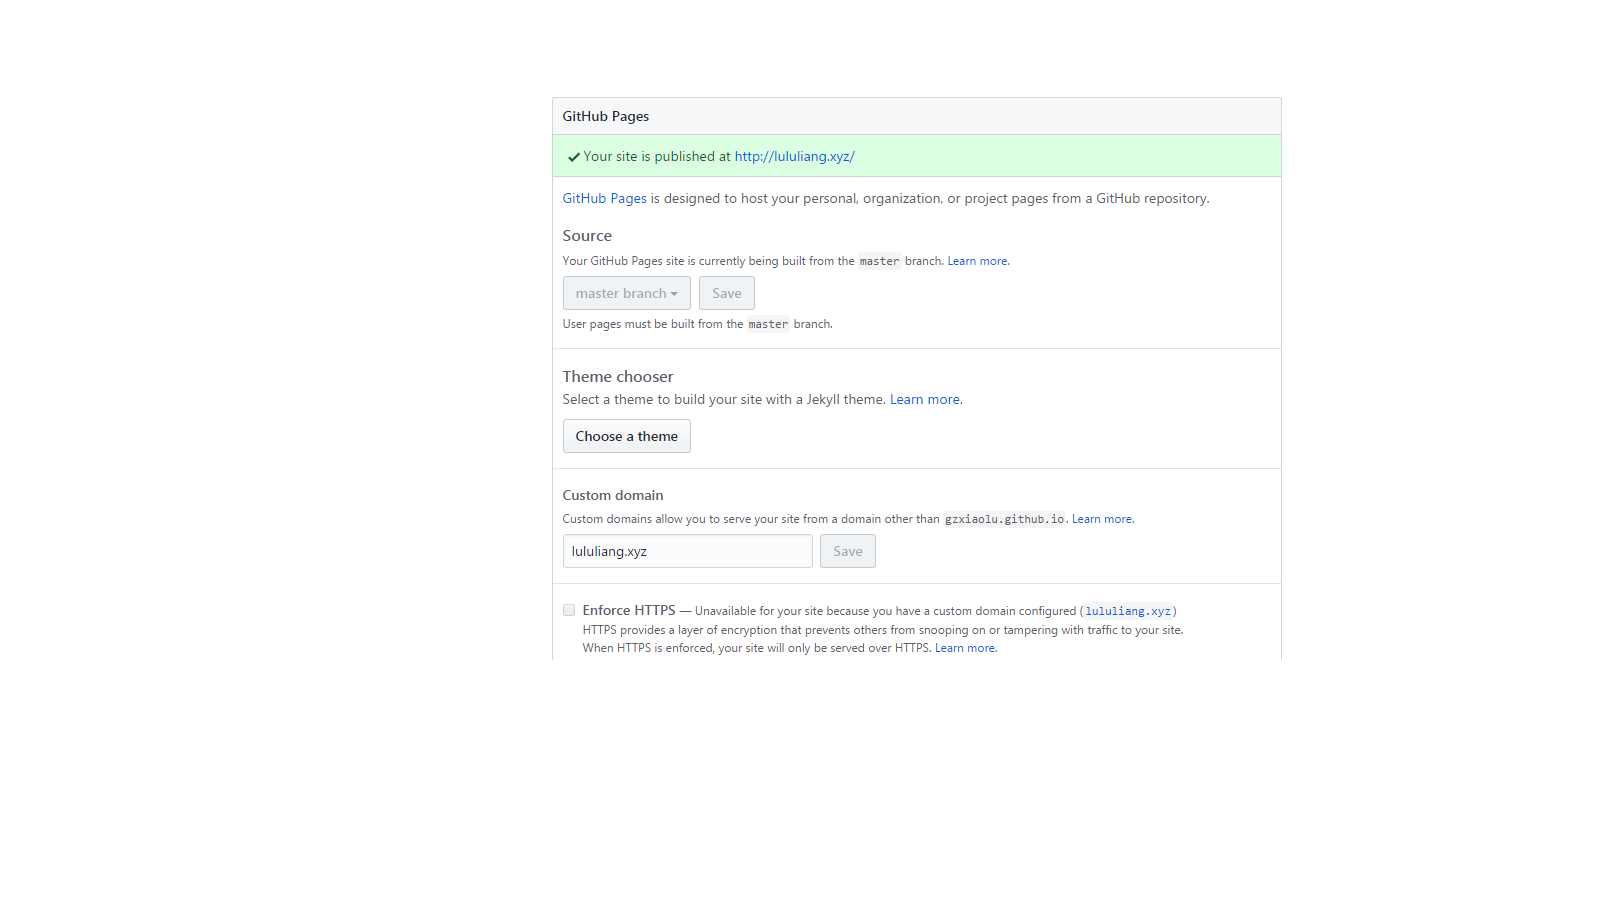 GitHub Pages
Your site is published at http://lululiang.xyz/
GitHub Pages is designed to host your personal, organization, or project pages from a GitHub repository.
Source
Your GitHub Pages site is currently being built from the master branch. Learn more.
master branch Save
User pages must be built from the master branch.
Theme chooser
Select a theme to build your site with a Jekyll theme. Learn more.
Choose a theme
Custom domain
Custom domains allow you to serve your site from a domain other than gzxiaolu.github.io. Learn more.
lululiang.xyz Save
Enforce HTTPS — Unavailable for your site because you have a custom domain configured (lululiang.xyz)
HTTPS provides a layer of encryption that prevents others from snooping on or tampering with traffic to your site.
When HTTPS is enforced, your site will only be served over HTTPS. Learn more.